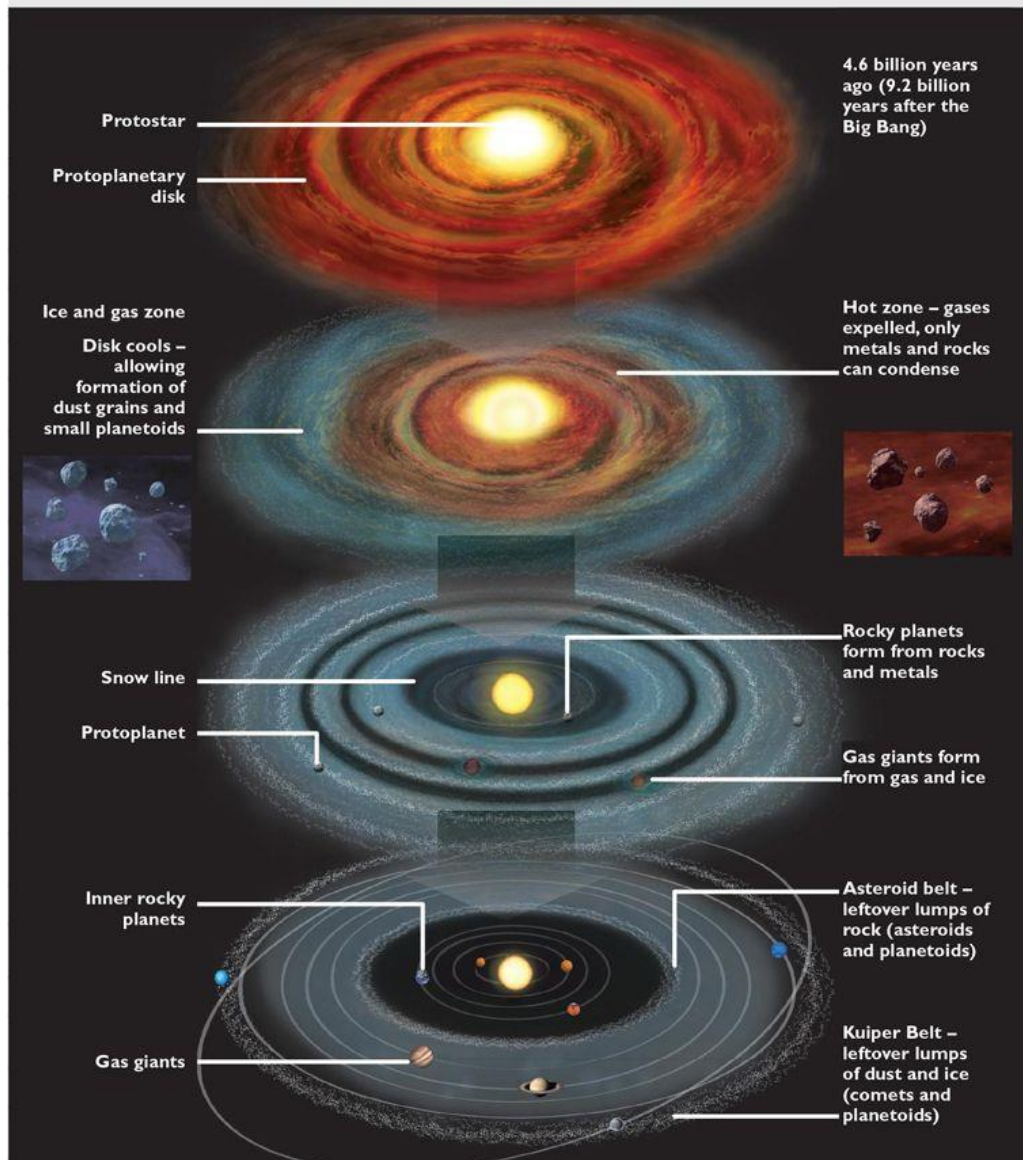 4.6 billion years
ago (9.2 billion
years after the
Big Bang)
Protostar
Protoplanetary
disk
Ice and gas zone
Disk cools –
allowing
formation of
dust grains and
small planetoids
Hot zone – gases
expelled, only
metals and rocks
can condense
Rocky planets
form from rocks
and metals
Snow line
Protoplanet
Gas giants form
from gas and ice
Inner rocky
planets
Asteroid belt –
leftover lumps of
rock (asteroids
and planetoids)
Gas giants
Kuiper Belt –
leftover lumps
of dust and ice
(comets and
planetoids)